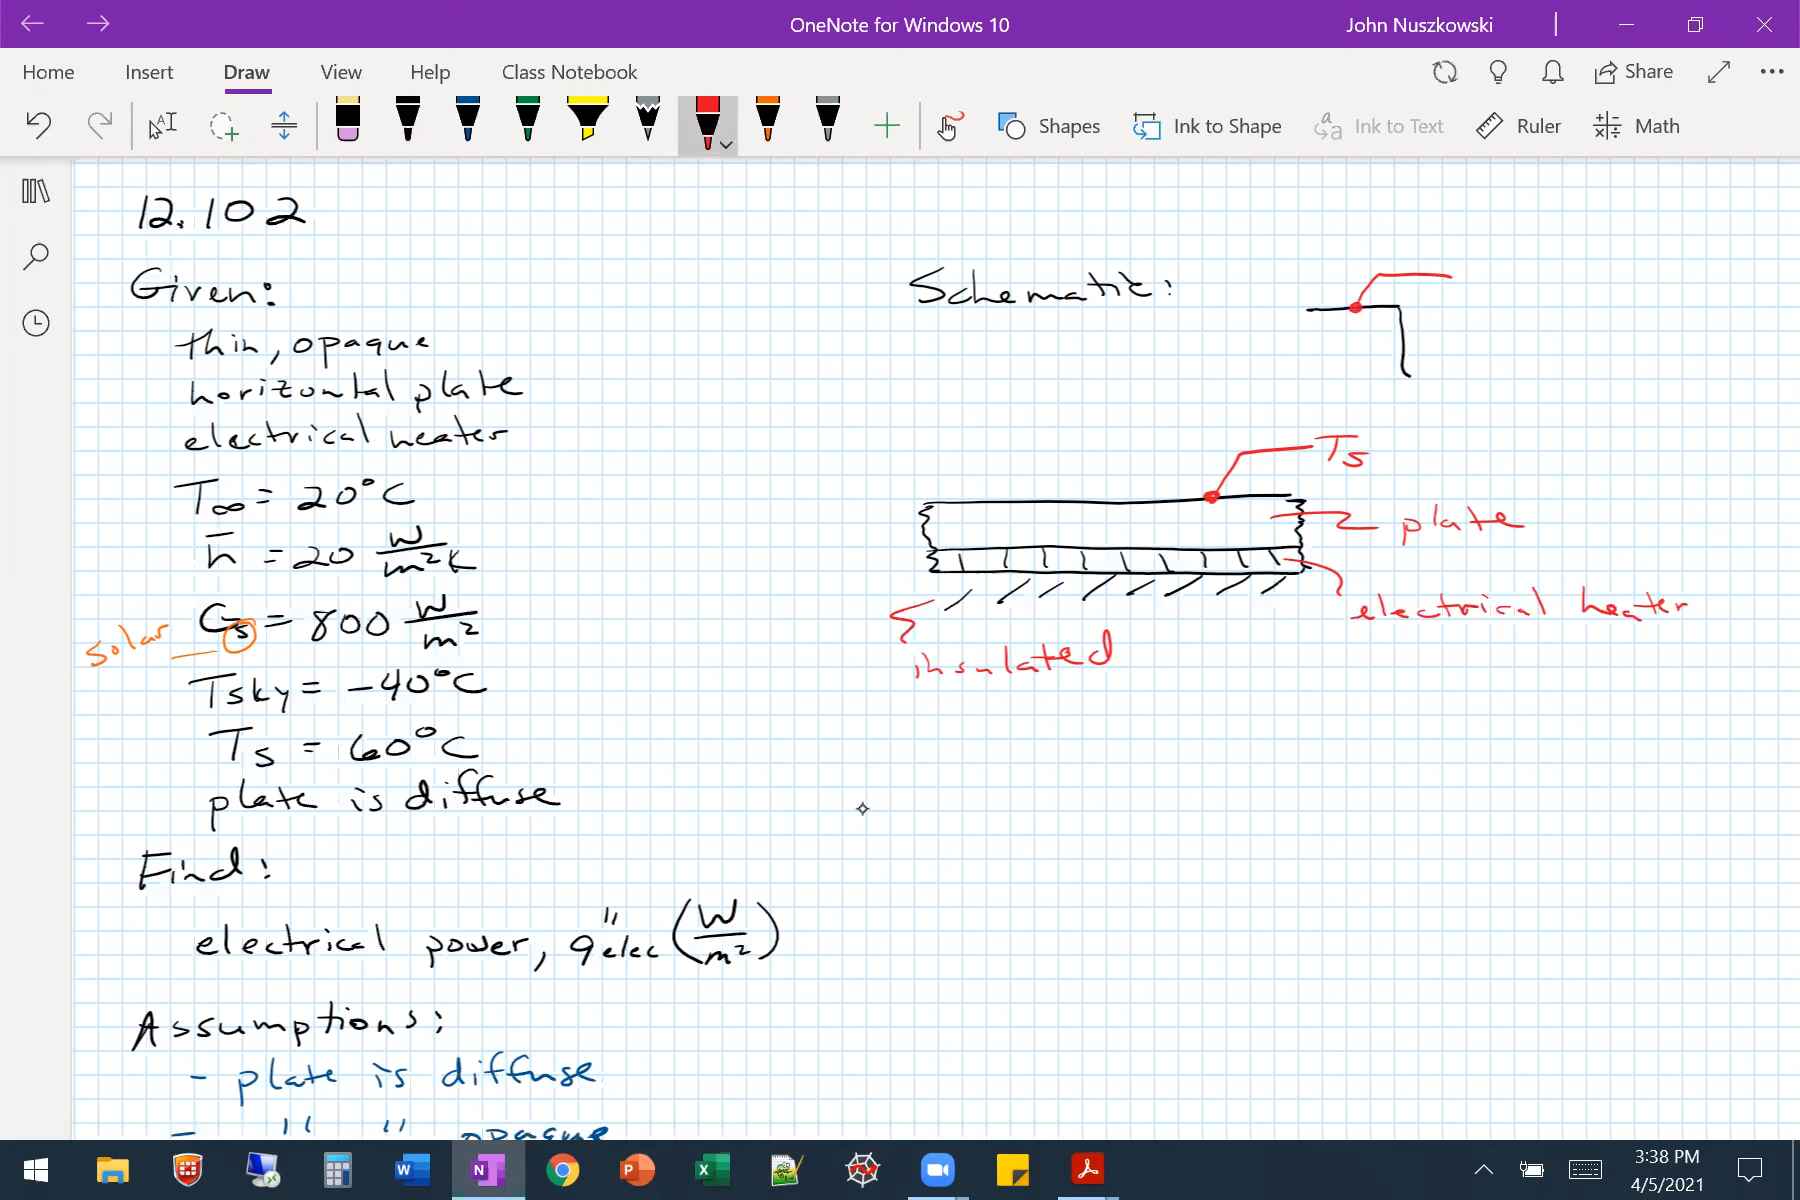 OneNote for Windows 10
John Nuszkowski
Home Insert Draw View Help Class Notebook
Share
Shapes Ink to Shape Ink to Text Ruler Math
12.102
Given:
thin, opaque
horizontal plate
electrical heater
T∞ = 20°C
h̄ = 20 W/m²K
solar
Gs = 800 W/m²
Tsky = -40°C
Ts = 60°C
plate is diffuse
Find:
electrical power, q"elec (W/m²)
Assumptions:
- plate is diffuse
- " " opaque
Schematic:
Ts
plate
electrical heater
insulated
3:38 PM
4/5/2021